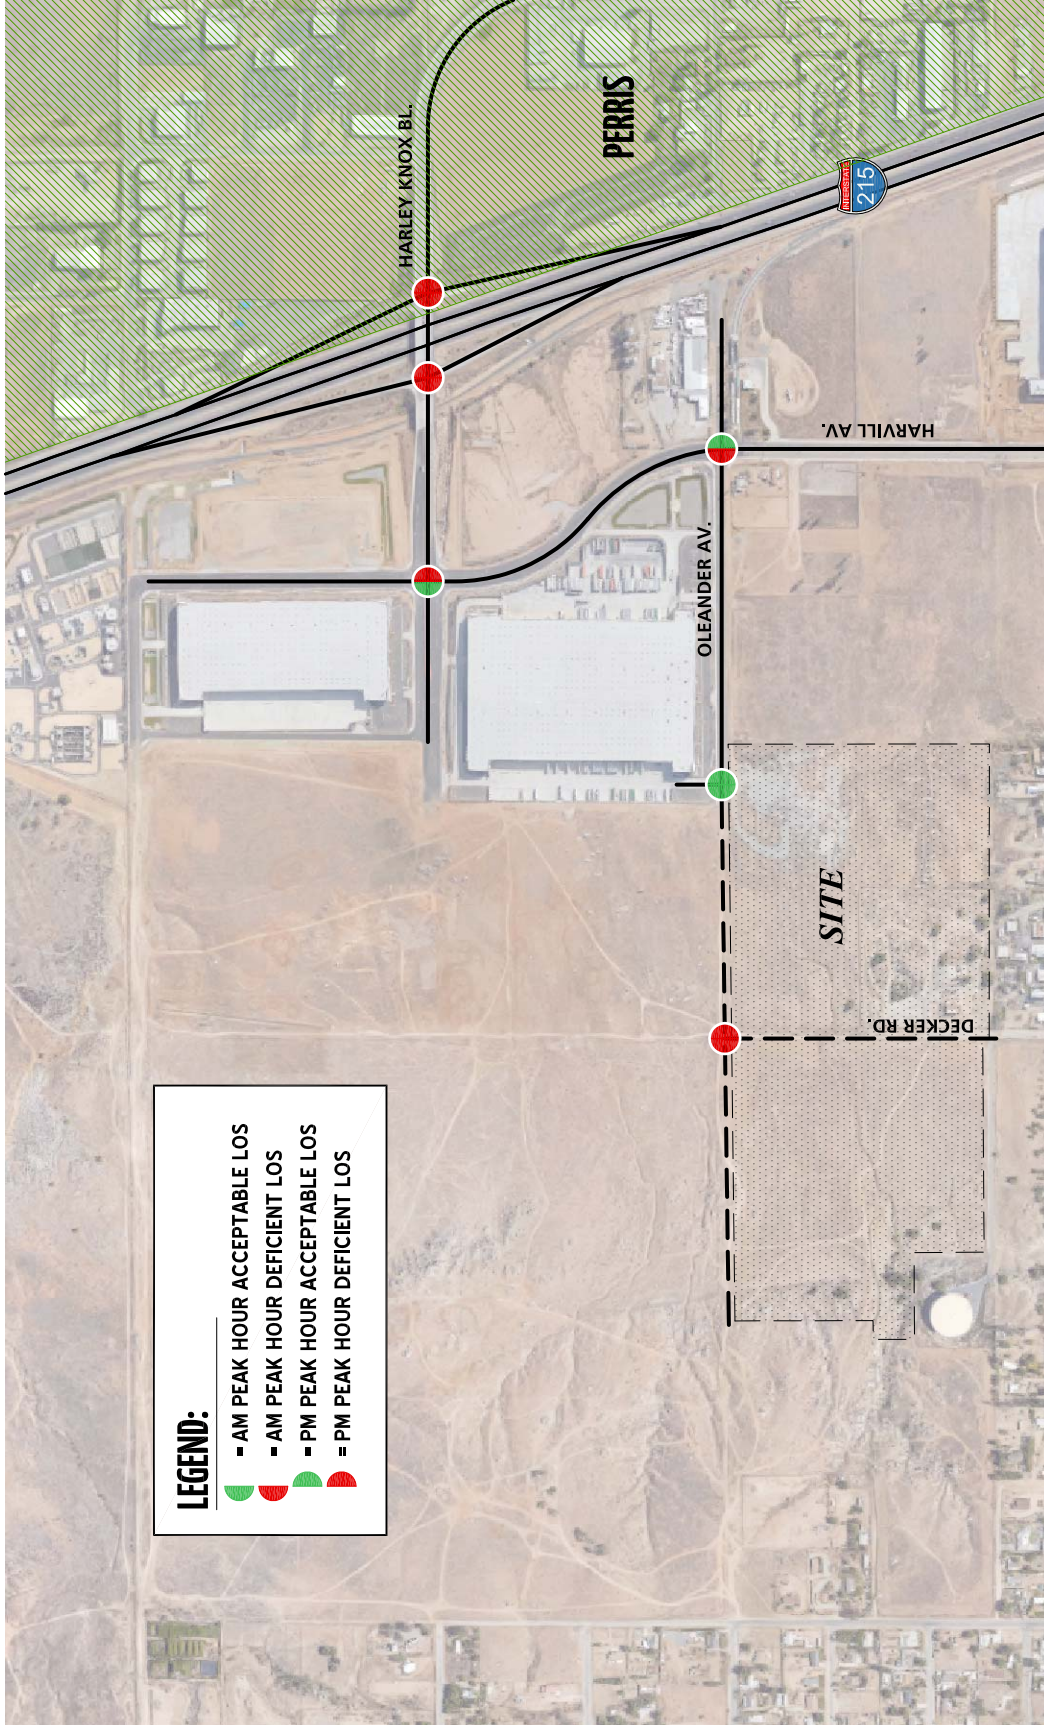 HARLEY KNOX BL.
PERRIS
INTERSTATE
215
HARVILL AV.
OLEANDER AV.
SITE
DECKER RD.
LEGEND:
= AM PEAK HOUR ACCEPTABLE LOS
= AM PEAK HOUR DEFICIENT LOS
= PM PEAK HOUR ACCEPTABLE LOS
= PM PEAK HOUR DEFICIENT LOS